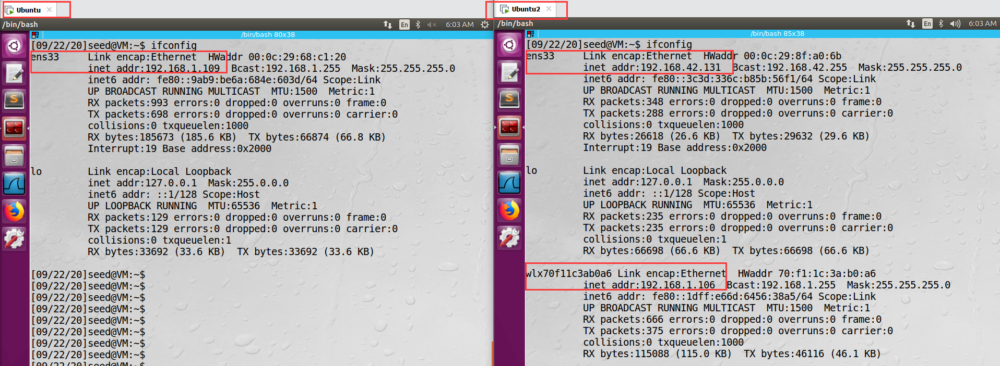 Ubuntu
/bin/bash
En
6:03 AM
/bin/bash 80x38
[09/22/20]seed@VM:~$ ifconfig
ens33     Link encap:Ethernet  HWaddr 00:0c:29:68:c1:20
inet addr:192.168.1.109  Bcast:192.168.1.255  Mask:255.255.255.0
inet6 addr: fe80::9ab9:be6a:684e:603d/64 Scope:Link
UP BROADCAST RUNNING MULTICAST  MTU:1500  Metric:1
RX packets:993 errors:0 dropped:0 overruns:0 frame:0
TX packets:698 errors:0 dropped:0 overruns:0 carrier:0
collisions:0 txqueuelen:1000
RX bytes:185673 (185.6 KB)  TX bytes:66874 (66.8 KB)
Interrupt:19 Base address:0x2000
lo        Link encap:Local Loopback
inet addr:127.0.0.1  Mask:255.0.0.0
inet6 addr: ::1/128 Scope:Host
UP LOOPBACK RUNNING  MTU:65536  Metric:1
RX packets:129 errors:0 dropped:0 overruns:0 frame:0
TX packets:129 errors:0 dropped:0 overruns:0 carrier:0
collisions:0 txqueuelen:1
RX bytes:33692 (33.6 KB)  TX bytes:33692 (33.6 KB)
[09/22/20]seed@VM:~$
[09/22/20]seed@VM:~$
[09/22/20]seed@VM:~$
[09/22/20]seed@VM:~$
[09/22/20]seed@VM:~$
[09/22/20]seed@VM:~$
[09/22/20]seed@VM:~$
[09/22/20]seed@VM:~$
[09/22/20]seed@VM:~$
Ubuntu2
/bin/bash
En
6:03 AM
/bin/bash 85x38
[09/22/20]seed@VM:~$ ifconfig
ens33     Link encap:Ethernet  HWaddr 00:0c:29:8f:a0:6b
inet addr:192.168.42.131  Bcast:192.168.42.255  Mask:255.255.255.0
inet6 addr: fe80::3c3d:336c:b85b:56f1/64 Scope:Link
UP BROADCAST RUNNING MULTICAST  MTU:1500  Metric:1
RX packets:348 errors:0 dropped:0 overruns:0 frame:0
TX packets:288 errors:0 dropped:0 overruns:0 carrier:0
collisions:0 txqueuelen:1000
RX bytes:26618 (26.6 KB)  TX bytes:29632 (29.6 KB)
Interrupt:19 Base address:0x2000
lo        Link encap:Local Loopback
inet addr:127.0.0.1  Mask:255.0.0.0
inet6 addr: ::1/128 Scope:Host
UP LOOPBACK RUNNING  MTU:65536  Metric:1
RX packets:235 errors:0 dropped:0 overruns:0 frame:0
TX packets:235 errors:0 dropped:0 overruns:0 carrier:0
collisions:0 txqueuelen:1
RX bytes:66698 (66.6 KB)  TX bytes:66698 (66.6 KB)
wlx70f11c3ab0a6 Link encap:Ethernet  HWaddr 70:f1:1c:3a:b0:a6
inet addr:192.168.1.106  Bcast:192.168.1.255  Mask:255.255.255.0
inet6 addr: fe80::1dff:e66d:6456:38a5/64 Scope:Link
UP BROADCAST RUNNING MULTICAST  MTU:1500  Metric:1
RX packets:666 errors:0 dropped:0 overruns:0 frame:0
TX packets:375 errors:0 dropped:0 overruns:0 carrier:0
collisions:0 txqueuelen:1000
RX bytes:115088 (115.0 KB)  TX bytes:46116 (46.1 KB)